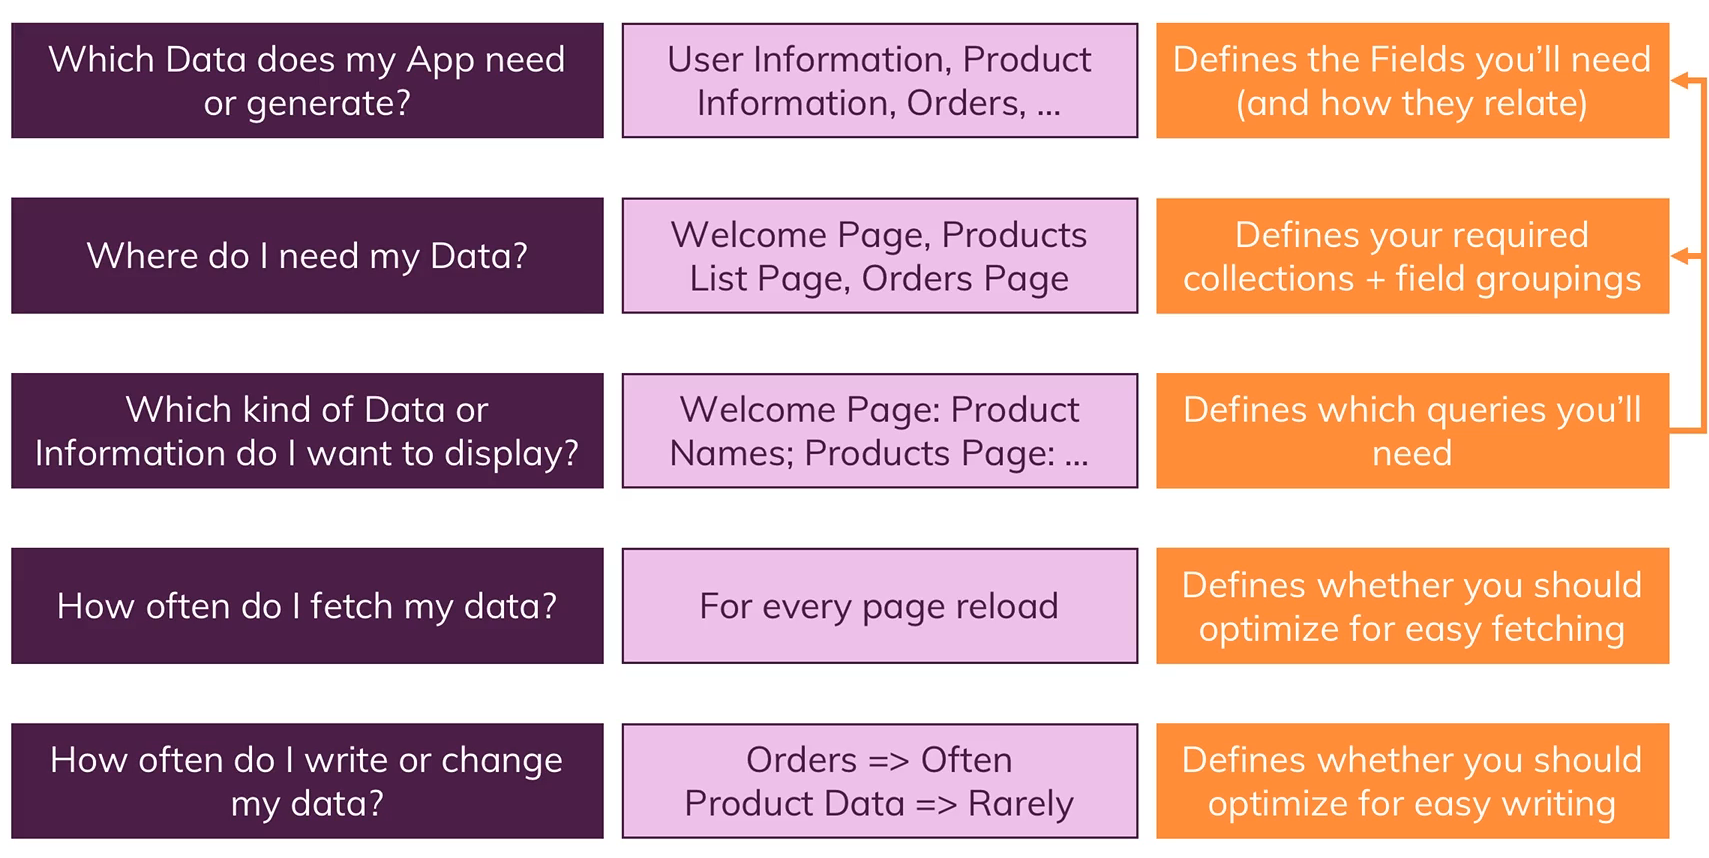 Which Data does my App need
or generate?
User Information, Product
Information, Orders, ...
Defines the Fields you’ll need
(and how they relate)
Where do I need my Data?
Welcome Page, Products
List Page, Orders Page
Defines your required
collections + field groupings
Which kind of Data or
Information do I want to display?
Welcome Page: Product
Names; Products Page: ...
Defines which queries you’ll
need
How often do I fetch my data?
For every page reload
Defines whether you should
optimize for easy fetching
How often do I write or change
my data?
Orders => Often
Product Data => Rarely
Defines whether you should
optimize for easy writing